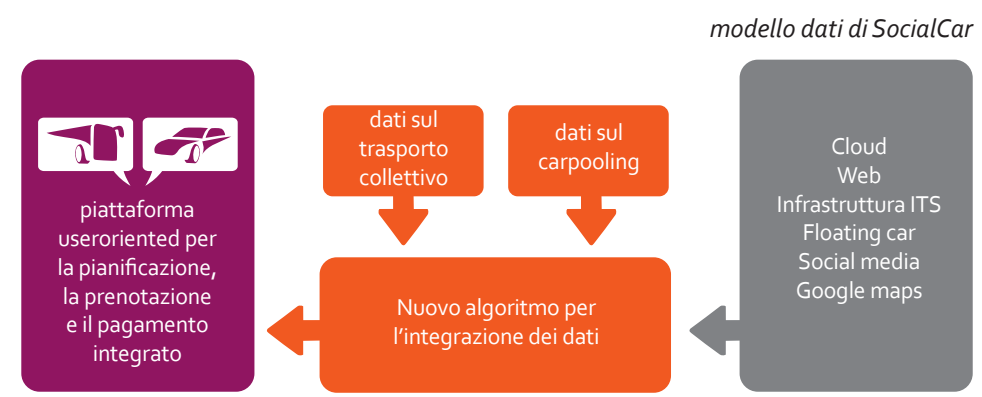 modello dati di SocialCar
piattaforma
useroriented per
la pianificazione,
la prenotazione
e il pagamento
integrato
dati sul
trasporto
collettivo
dati sul
carpooling
Nuovo algoritmo per
l'integrazione dei dati
Cloud
Web
Infrastruttura ITS
Floating car
Social media
Google maps